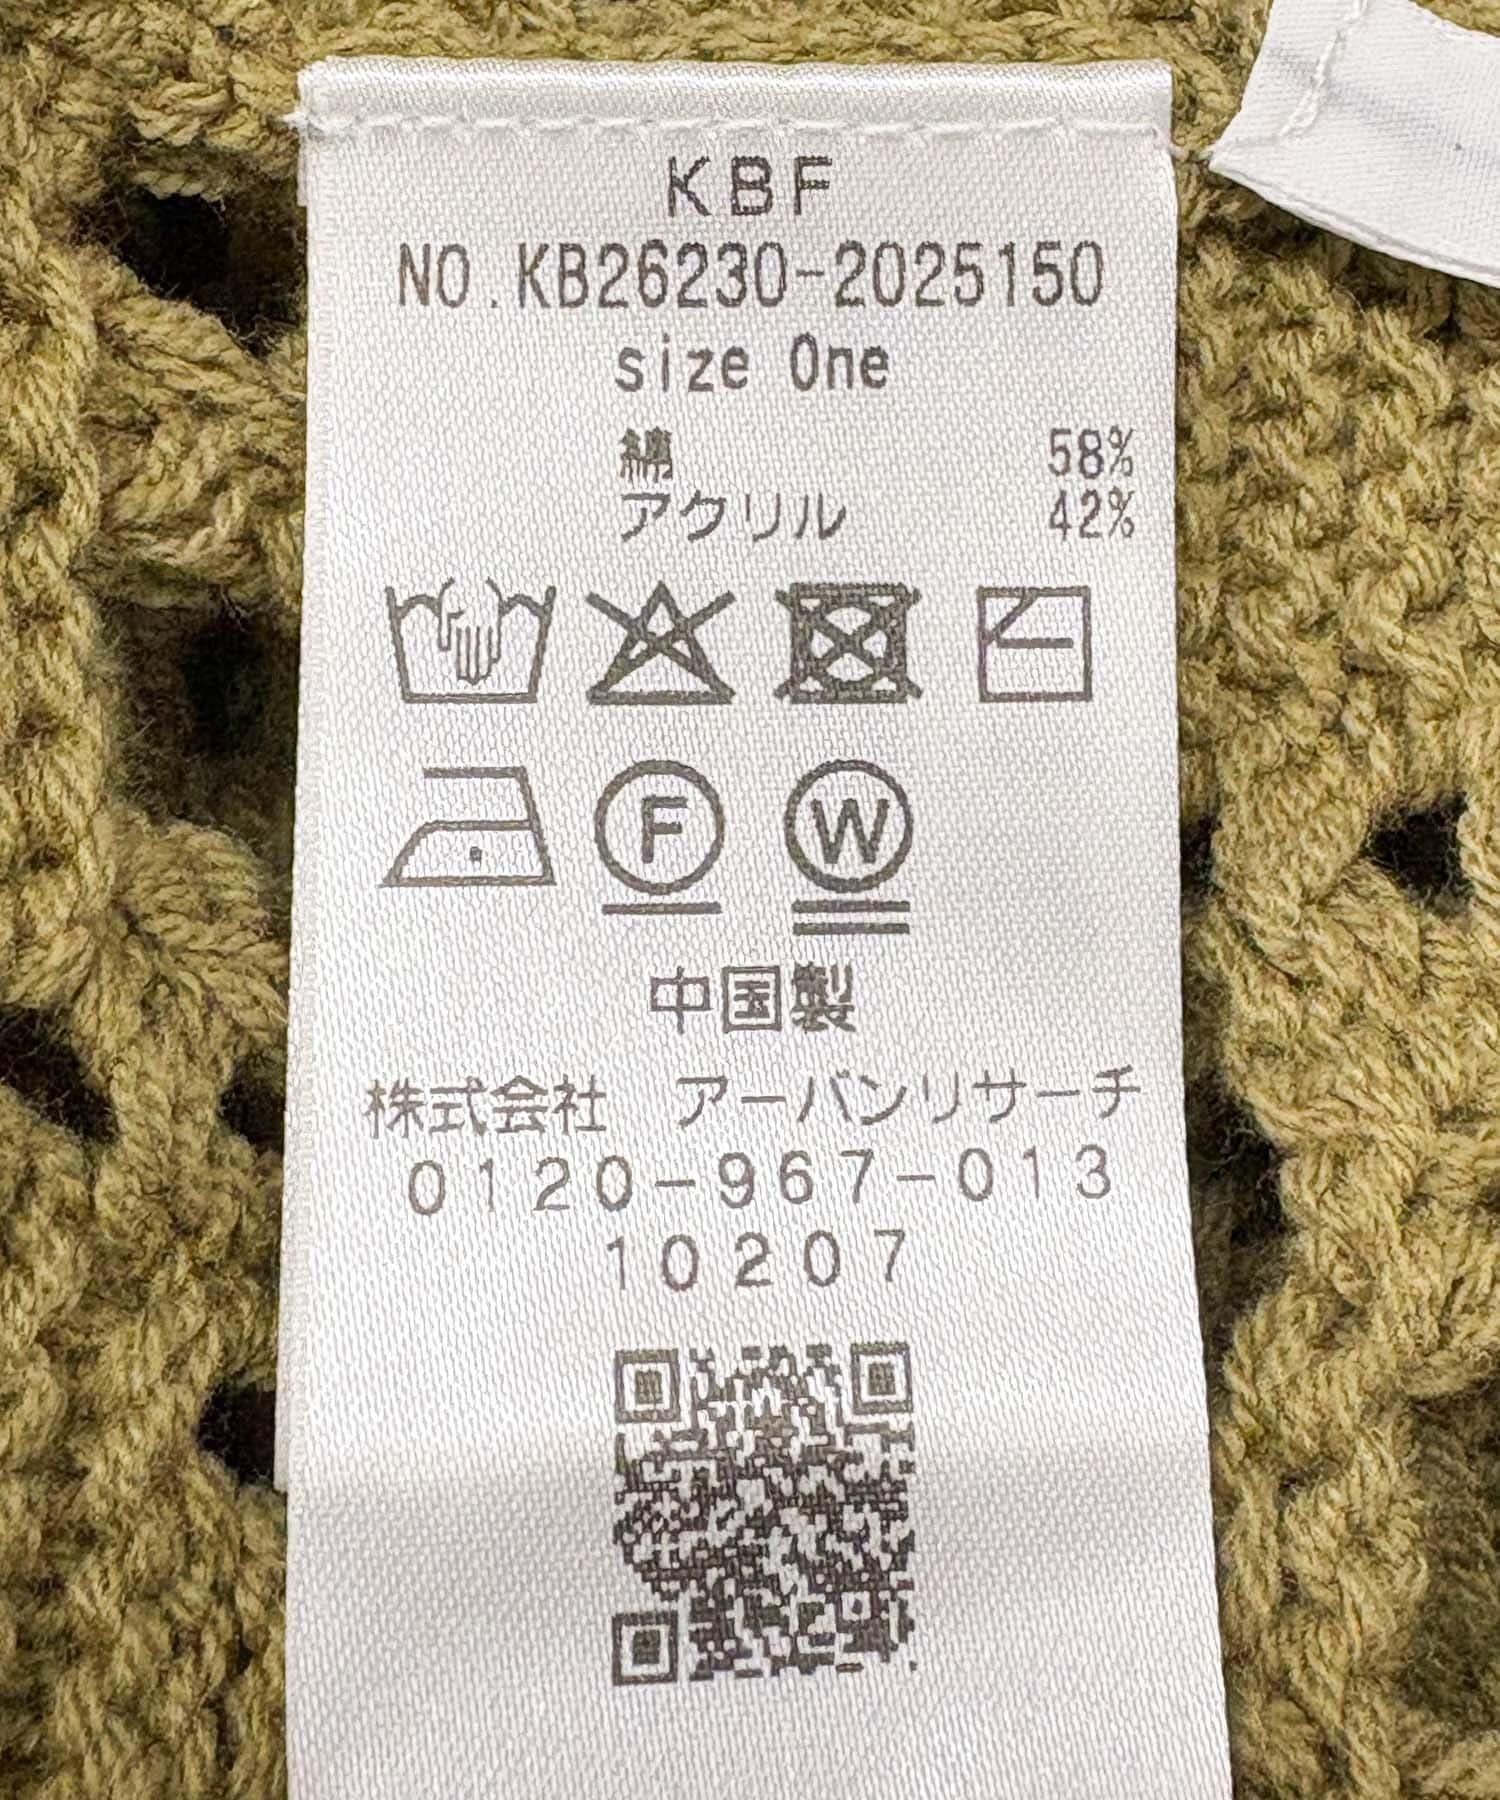 KBF
NO.KB26230-2025150
size One
綿 58%
アクリル 42%
F W
中国製
株式会社 アーバンリサーチ
0120-967-013
10207